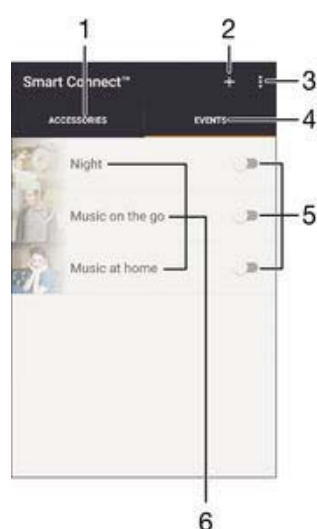 1
2
Smart Connect™
3
ACCESSORIES
EVENTS
4
Night
Music on the go
5
Music at home
6